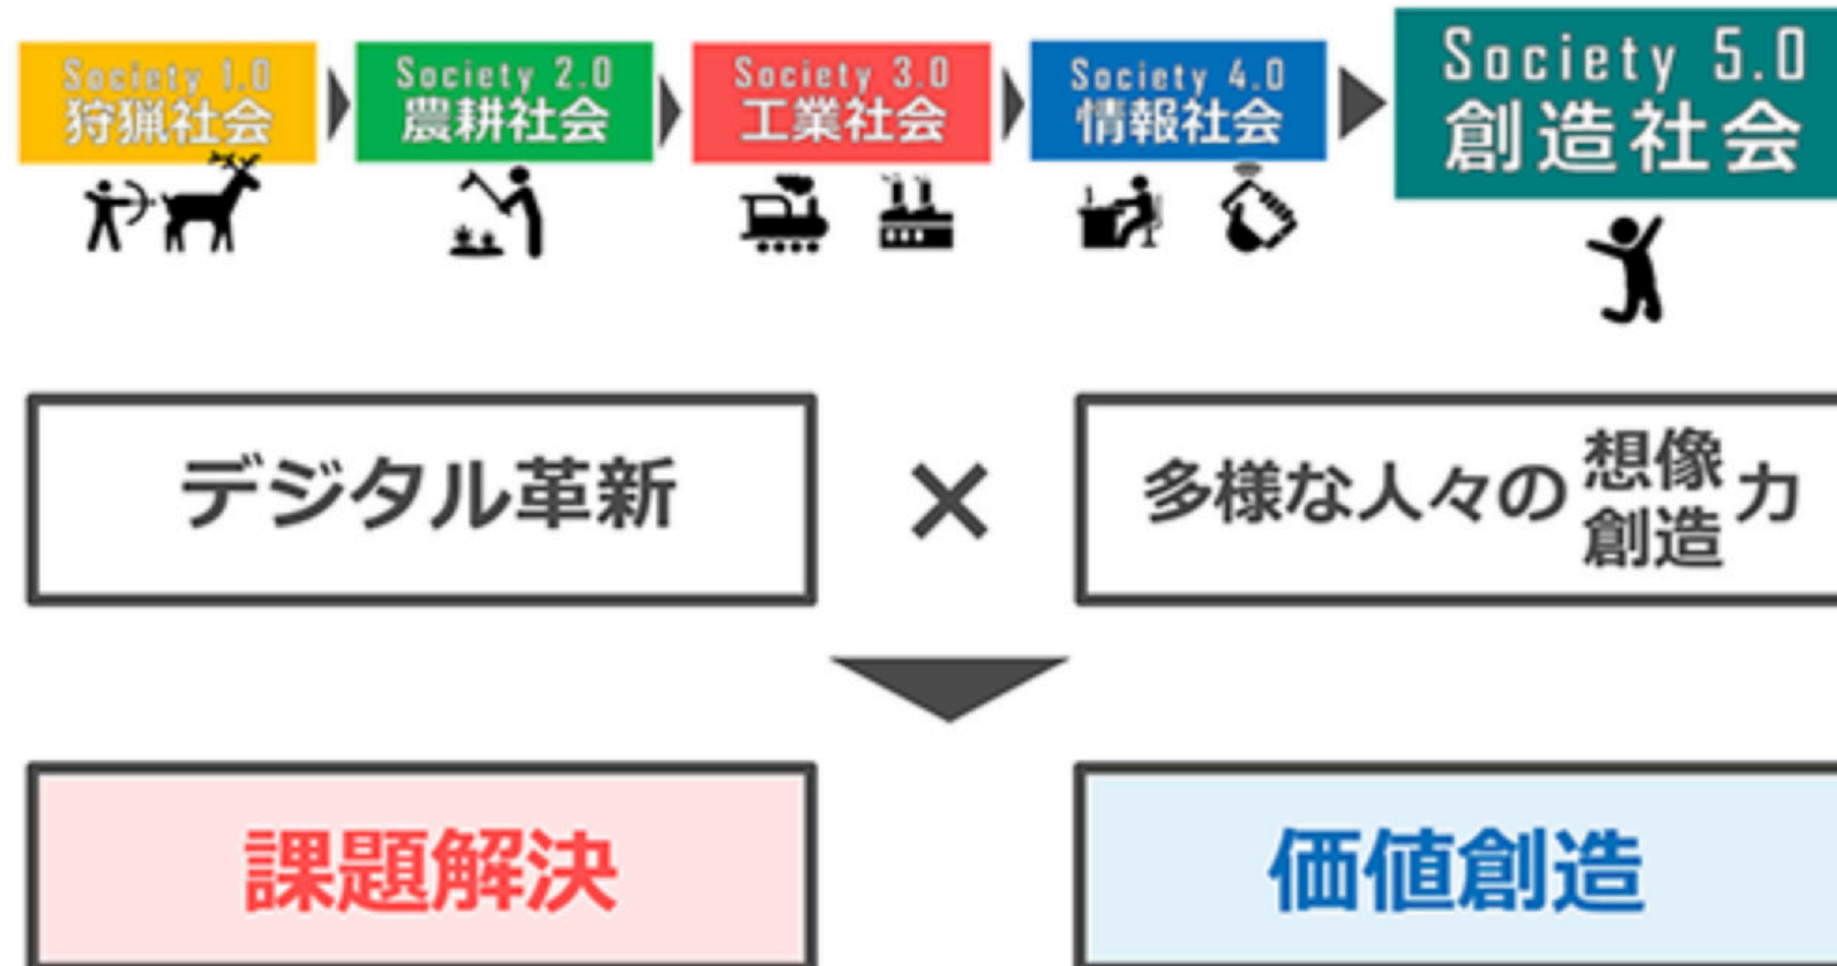 Society 1.0
狩猟社会
Society 2.0
農耕社会
Society 3.0
工業社会
Society 4.0
情報社会
Society 5.0
創造社会
デジタル革新
×
多様な人々の
想像
創造
力
課題解決
価値創造